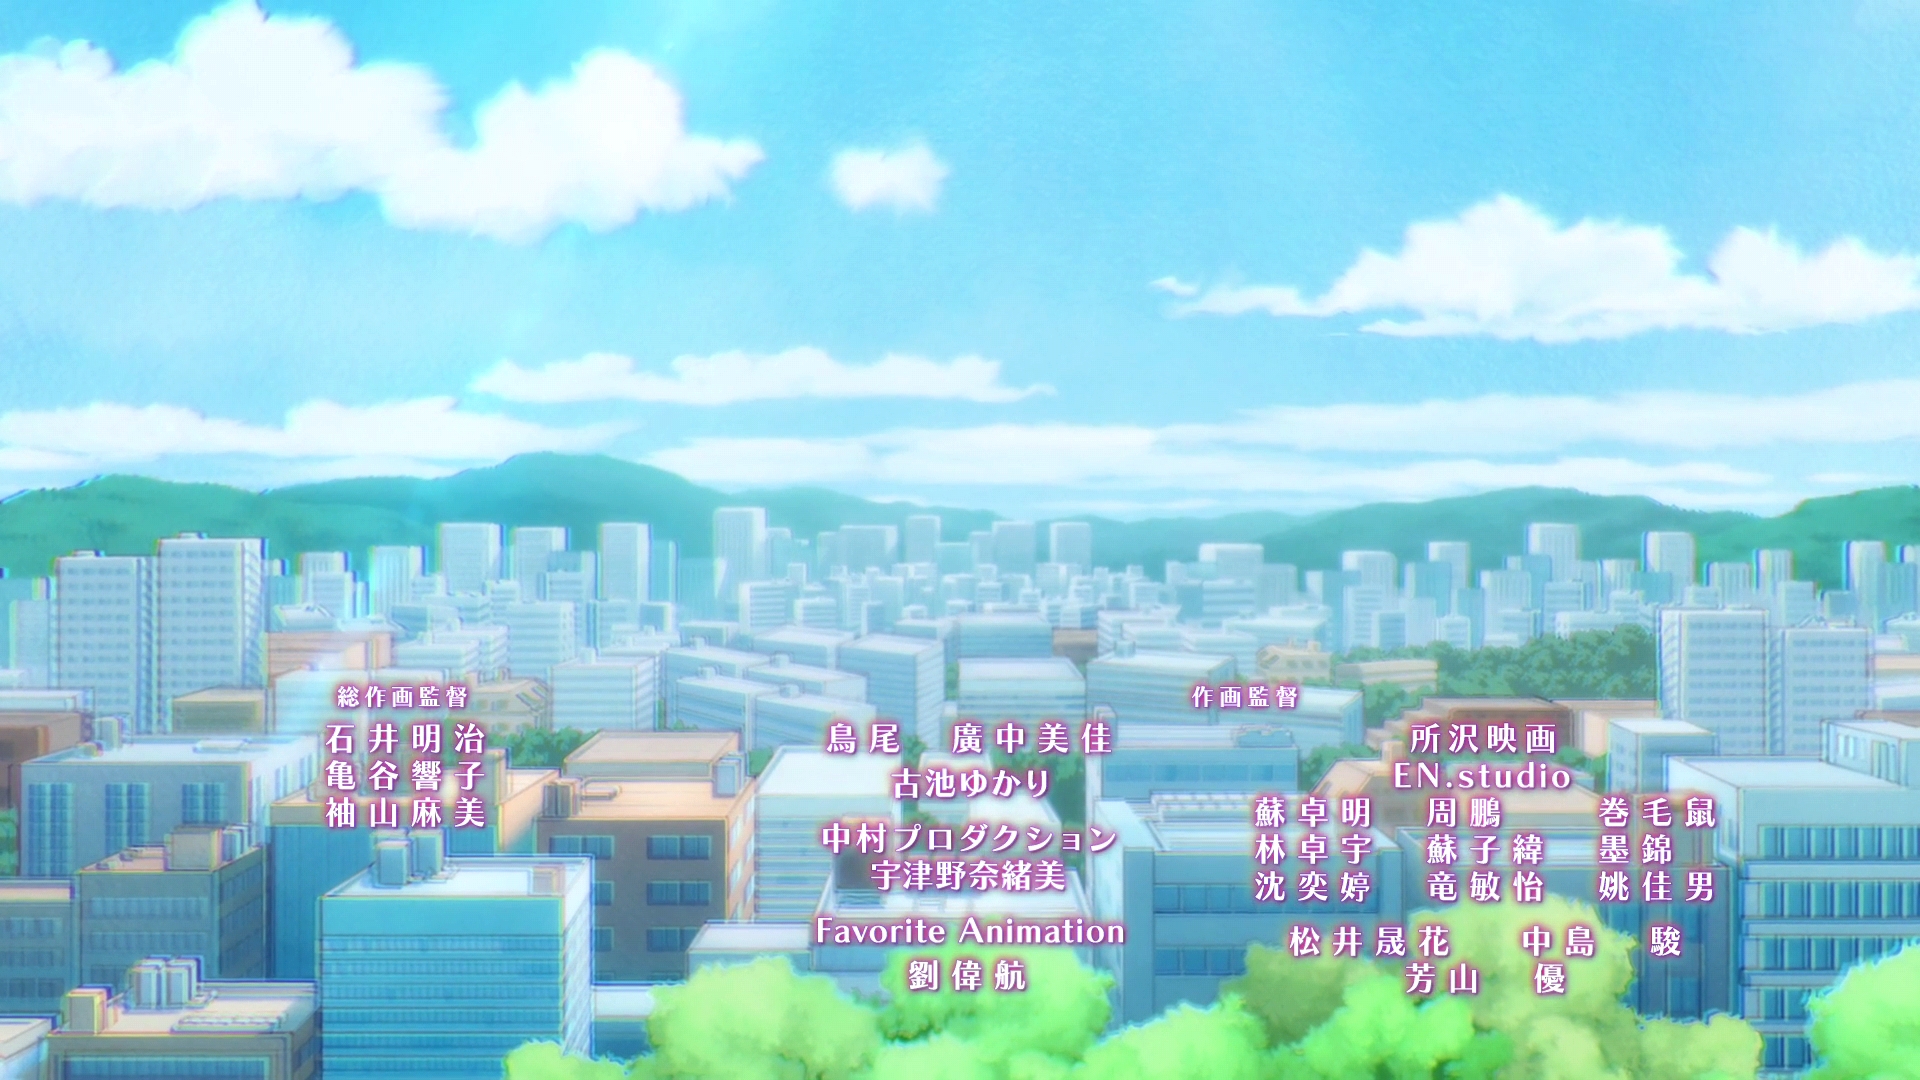 総作画監督
石井明治
亀谷響子
袖山麻美
作画監督
鳥尾　廣中美佳
古池ゆかり
中村プロダクション
宇津野奈緒美
Favorite Animation
劉偉航
所沢映画
EN.studio
蘇卓明　周鵬　巻毛鼠
林卓宇　蘇子緯　墨錦
沈奕婷　竜敏怡　姚佳男
松井晟花　中島　駿
芳山　優